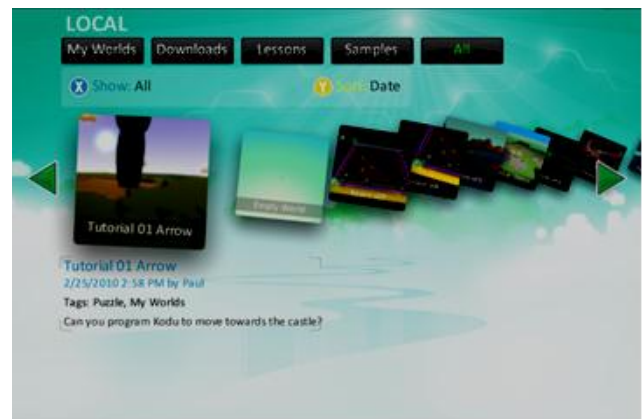 LOCAL
My Worlds Downloads Lessons Samples All
X Show: All Y Sort: Date
Tutorial 01 Arrow
Empty World
Tutorial 01 Arrow
2/25/2010 2:58 PM by Paul
Tags: Puzzle, My Worlds
Can you program Kodu to move towards the castle?